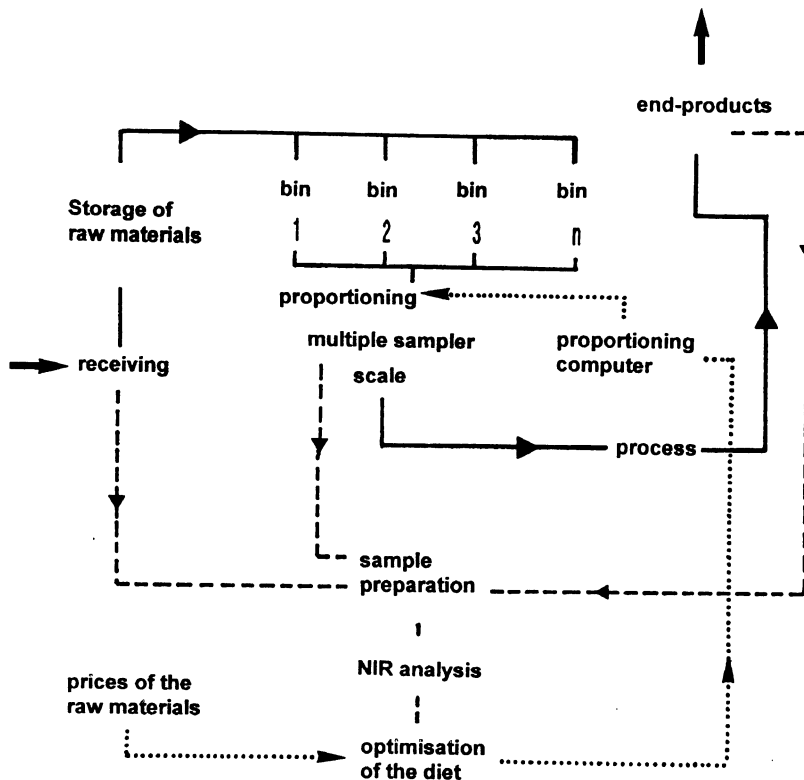 end-products
bin bin bin bin
Storage of
raw materials
1 2 3 n
proportioning
multiple sampler
proportioning
computer
receiving
scale
process
sample
preparation
NIR analysis
prices of the
raw materials
optimisation
of the diet